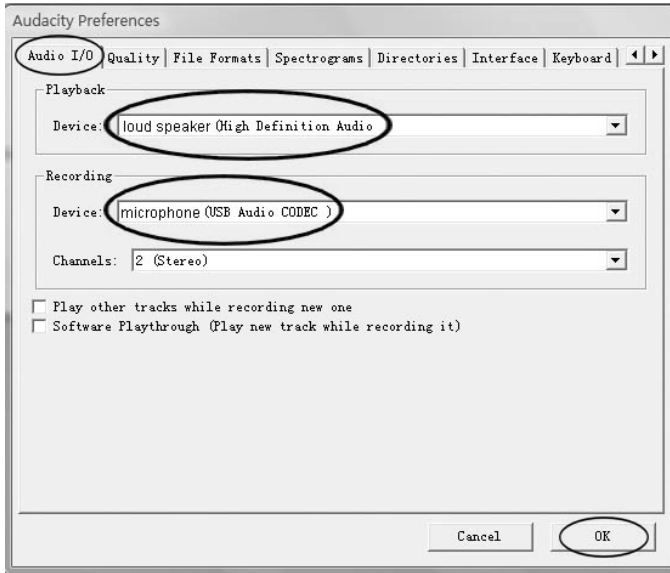 Audacity Preferences
Audio I/O Quality File Formats Spectrograms Directories Interface Keyboard
Playback
Device: loud speaker (High Definition Audio
Recording
Device: microphone (USB Audio CODEC )
Channels: 2 (Stereo)
Play other tracks while recording new one
Software Playthrough (Play new track while recording it)
Cancel OK